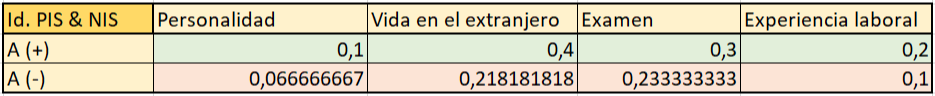 Id. PIS & NIS Personalidad Vida en el extranjero Examen Experiencia laboral
A (+) 0,1 0,4 0,3 0,2
A (-) 0,066666667 0,218181818 0,233333333 0,1